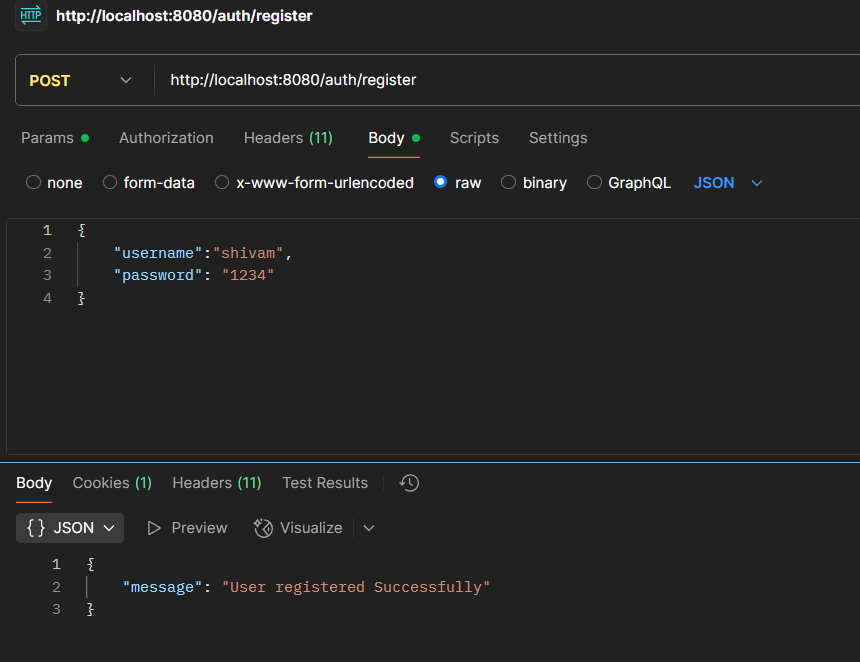 HTTP http://localhost:8080/auth/register
POST http://localhost:8080/auth/register
Params Authorization Headers (11) Body Scripts Settings
none form-data x-www-form-urlencoded raw binary GraphQL JSON
1 {
2 "username":"shivam",
3 "password": "1234"
4 }
Body Cookies (1) Headers (11) Test Results
{} JSON Preview Visualize
1 {
2 "message": "User registered Successfully"
3 }